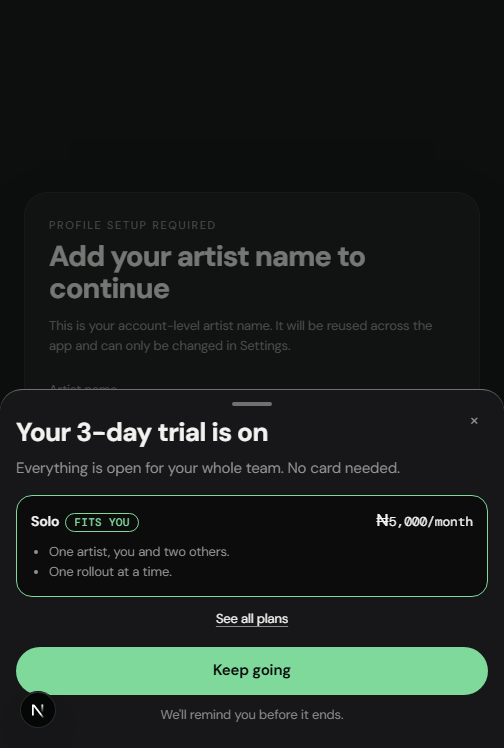 PROFILE SETUP REQUIRED
Add your artist name to
continue
This is your account-level artist name. It will be reused across the
app and can only be changed in Settings.
Artist name
Your 3-day trial is on
×
Everything is open for your whole team. No card needed.
Solo FITS YOU ₦5,000/month
• One artist, you and two others.
• One rollout at a time.
See all plans
Keep going
N
We'll remind you before it ends.